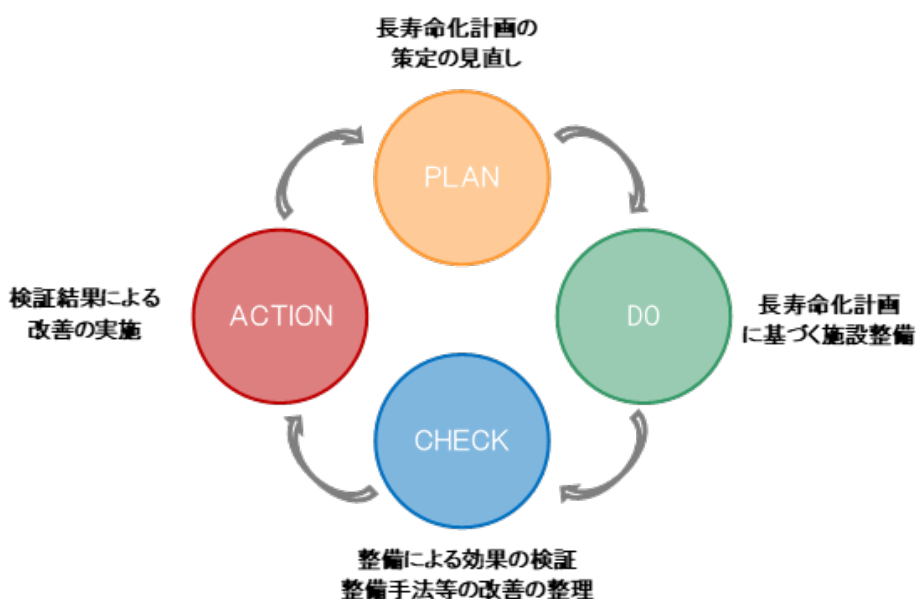 長寿命化計画の
策定の見直し
PLAN
DO
長寿命化計画
に基づく施設整備
CHECK
整備による効果の検証
整備手法等の改善の整理
ACTION
検証結果による
改善の実施